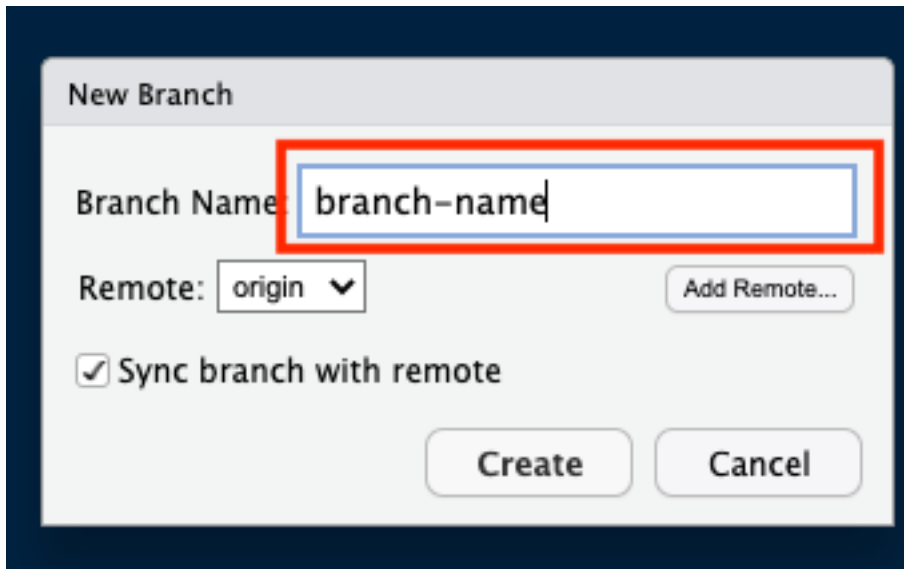 New Branch
Branch Name: branch-name
Remote: origin Add Remote...
Sync branch with remote
Create Cancel